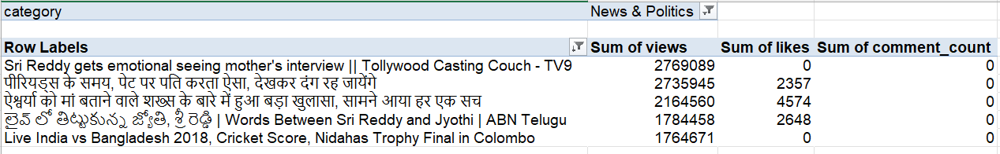 category News & Politics
Row Labels Sum of views Sum of likes Sum of comment_count
Sri Reddy gets emotional seeing mother's interview || Tollywood Casting Couch - TV9 2769089 0 0
पीरियड्स के समय, पेट पर पति करता ऐसा, देखकर दंग रह जायेंगे 2735945 2357 0
ऐश्वर्या को मां बताने वाले शख्स के बारे में हुआ बड़ा खुलासा, सामने आया हर एक सच 2164560 4574 0
లైవ్ లో తిట్టుకున్న జ్యోతి, శ్రీ రెడ్డి | Words Between Sri Reddy and Jyothi | ABN Telugu 1784458 2648 0
Live India vs Bangladesh 2018, Cricket Score, Nidahas Trophy Final in Colombo 1764671 0 0